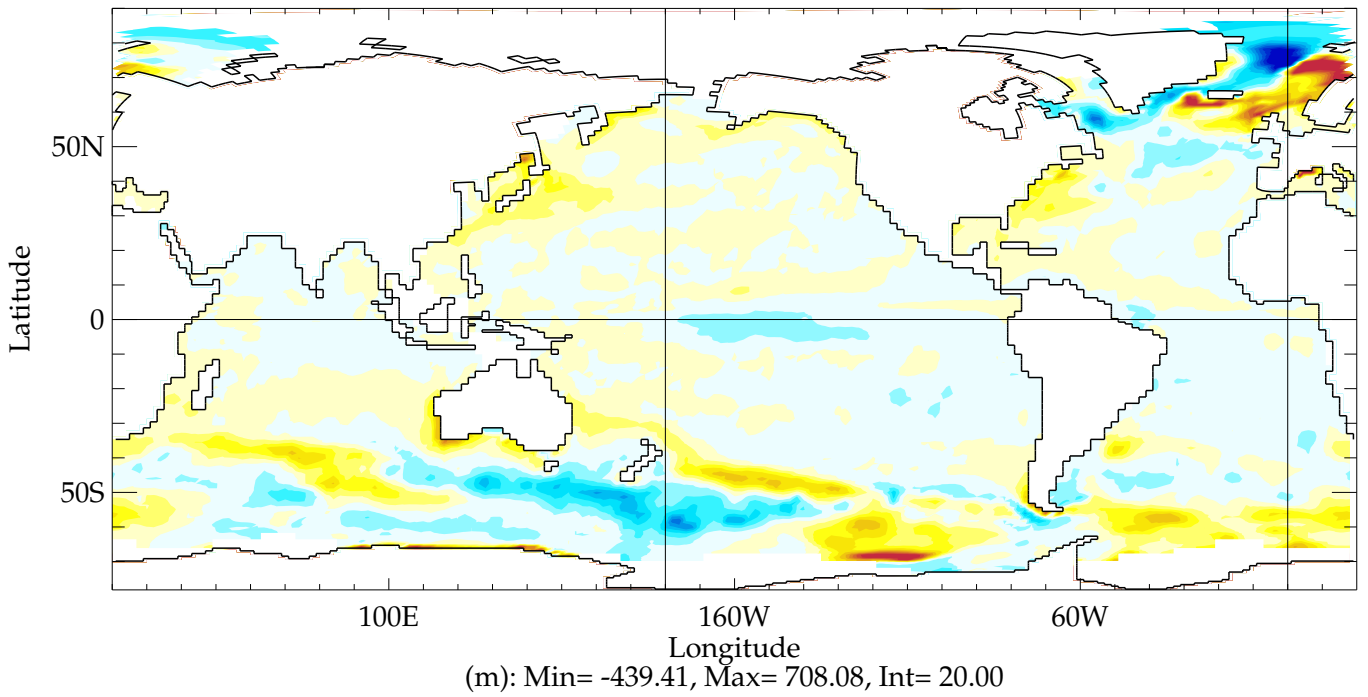 50N
0
50S
Latitude
100E 160W 60W
Longitude
(m): Min= -439.41, Max= 708.08, Int= 20.00